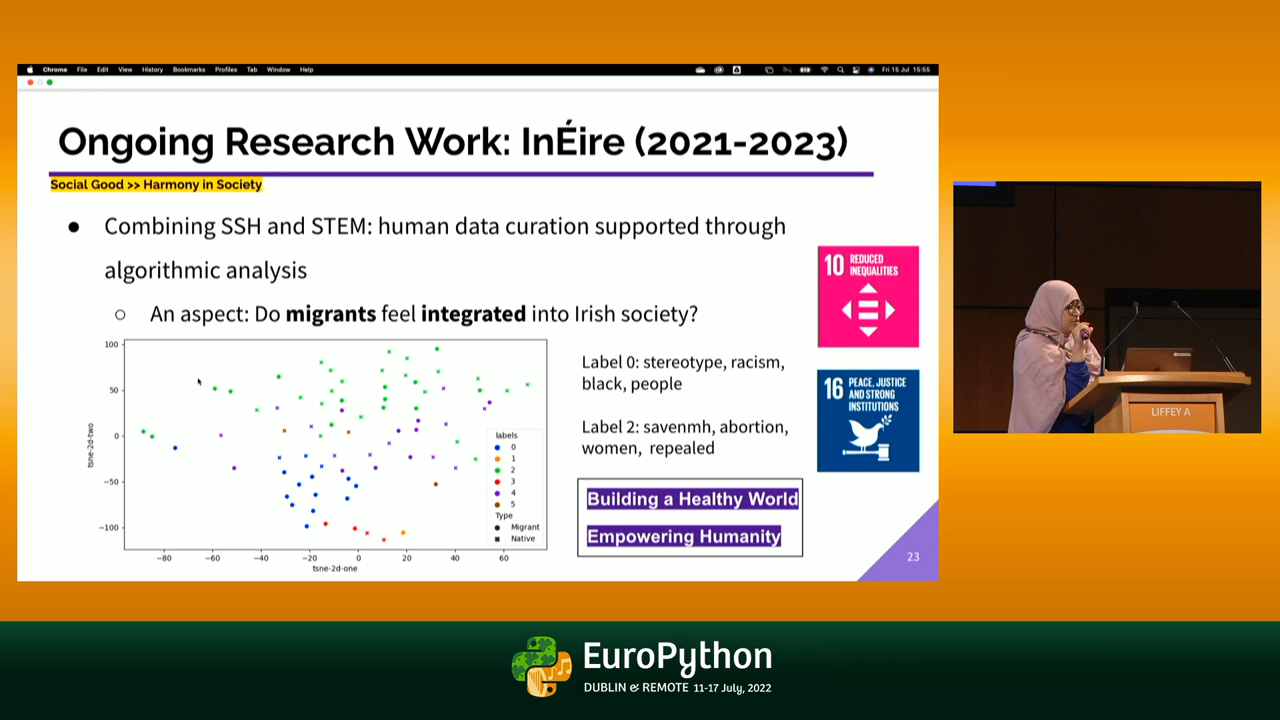 Chrome File Edit View History Bookmarks Profiles Tab Window Help
Fri 15 Jul 15:55
Ongoing Research Work: InÉire (2021-2023)
Social Good >> Harmony in Society
● Combining SSH and STEM: human data curation supported through
algorithmic analysis
○ An aspect: Do migrants feel integrated into Irish society?
10 REDUCED
INEQUALITIES
100
50
0
−50
−100
tsne-2d-two
−80 −60 −40 −20 0 20 40 60
tsne-2d-one
labels
0
1
2
3
4
5
Type
Migrant
Native
Label 0: stereotype, racism,
black, people
Label 2: savenmh, abortion,
women, repealed
16 PEACE, JUSTICE
AND STRONG
INSTITUTIONS
Building a Healthy World
Empowering Humanity
23
LIFFEY A
EuroPython
DUBLIN & REMOTE 11-17 July, 2022